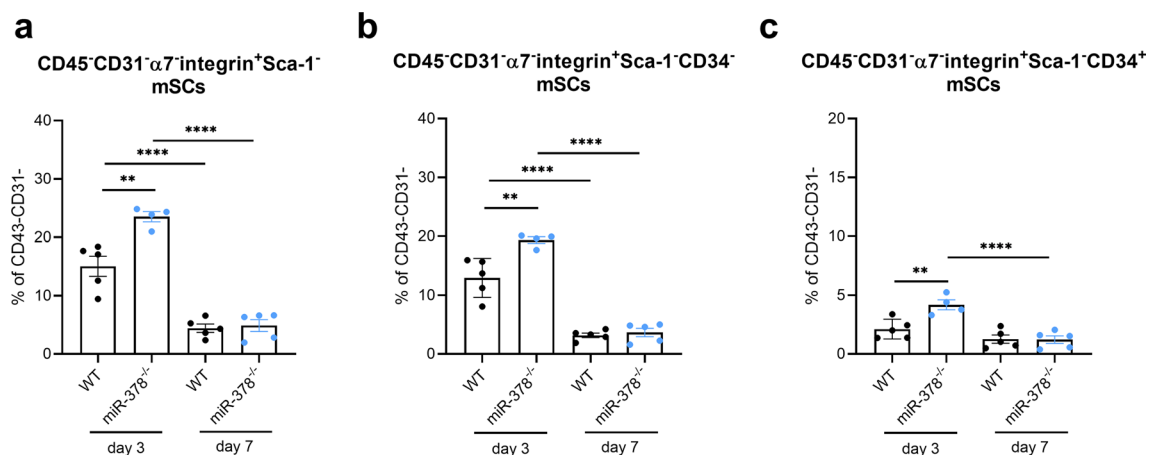 a
CD45⁻CD31⁻α7⁻integrin⁺Sca-1⁻
mSCs
% of CD43-CD31-
40
30
20
10
0
**
****
****
WT
miR-378⁻/⁻
WT
miR-378⁻/⁻
day 3
day 7
b
CD45⁻CD31⁻α7⁻integrin⁺Sca-1⁻CD34⁻
mSCs
% of CD43-CD31-
40
30
20
10
0
**
****
****
WT
miR-378⁻/⁻
WT
miR-378⁻/⁻
day 3
day 7
c
CD45⁻CD31⁻α7⁻integrin⁺Sca-1⁻CD34⁺
mSCs
% of CD43-CD31-
20
15
10
5
0
**
****
WT
miR-378⁻/⁻
WT
miR-378⁻/⁻
day 3
day 7